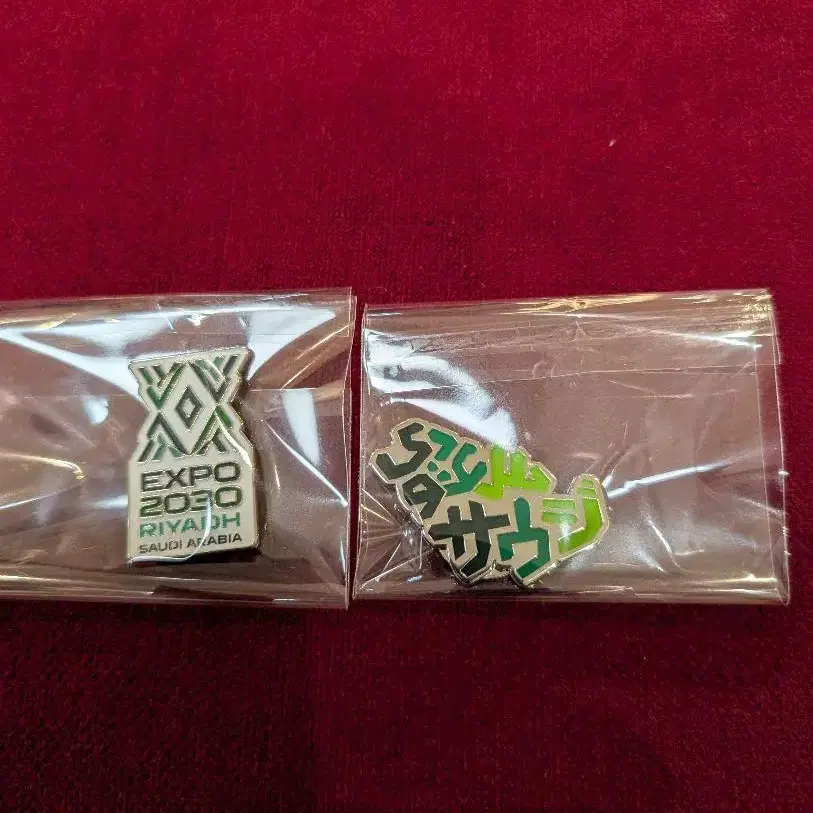 EXPO
2030
RIYADH
SAUDI ARABIA
サウジ